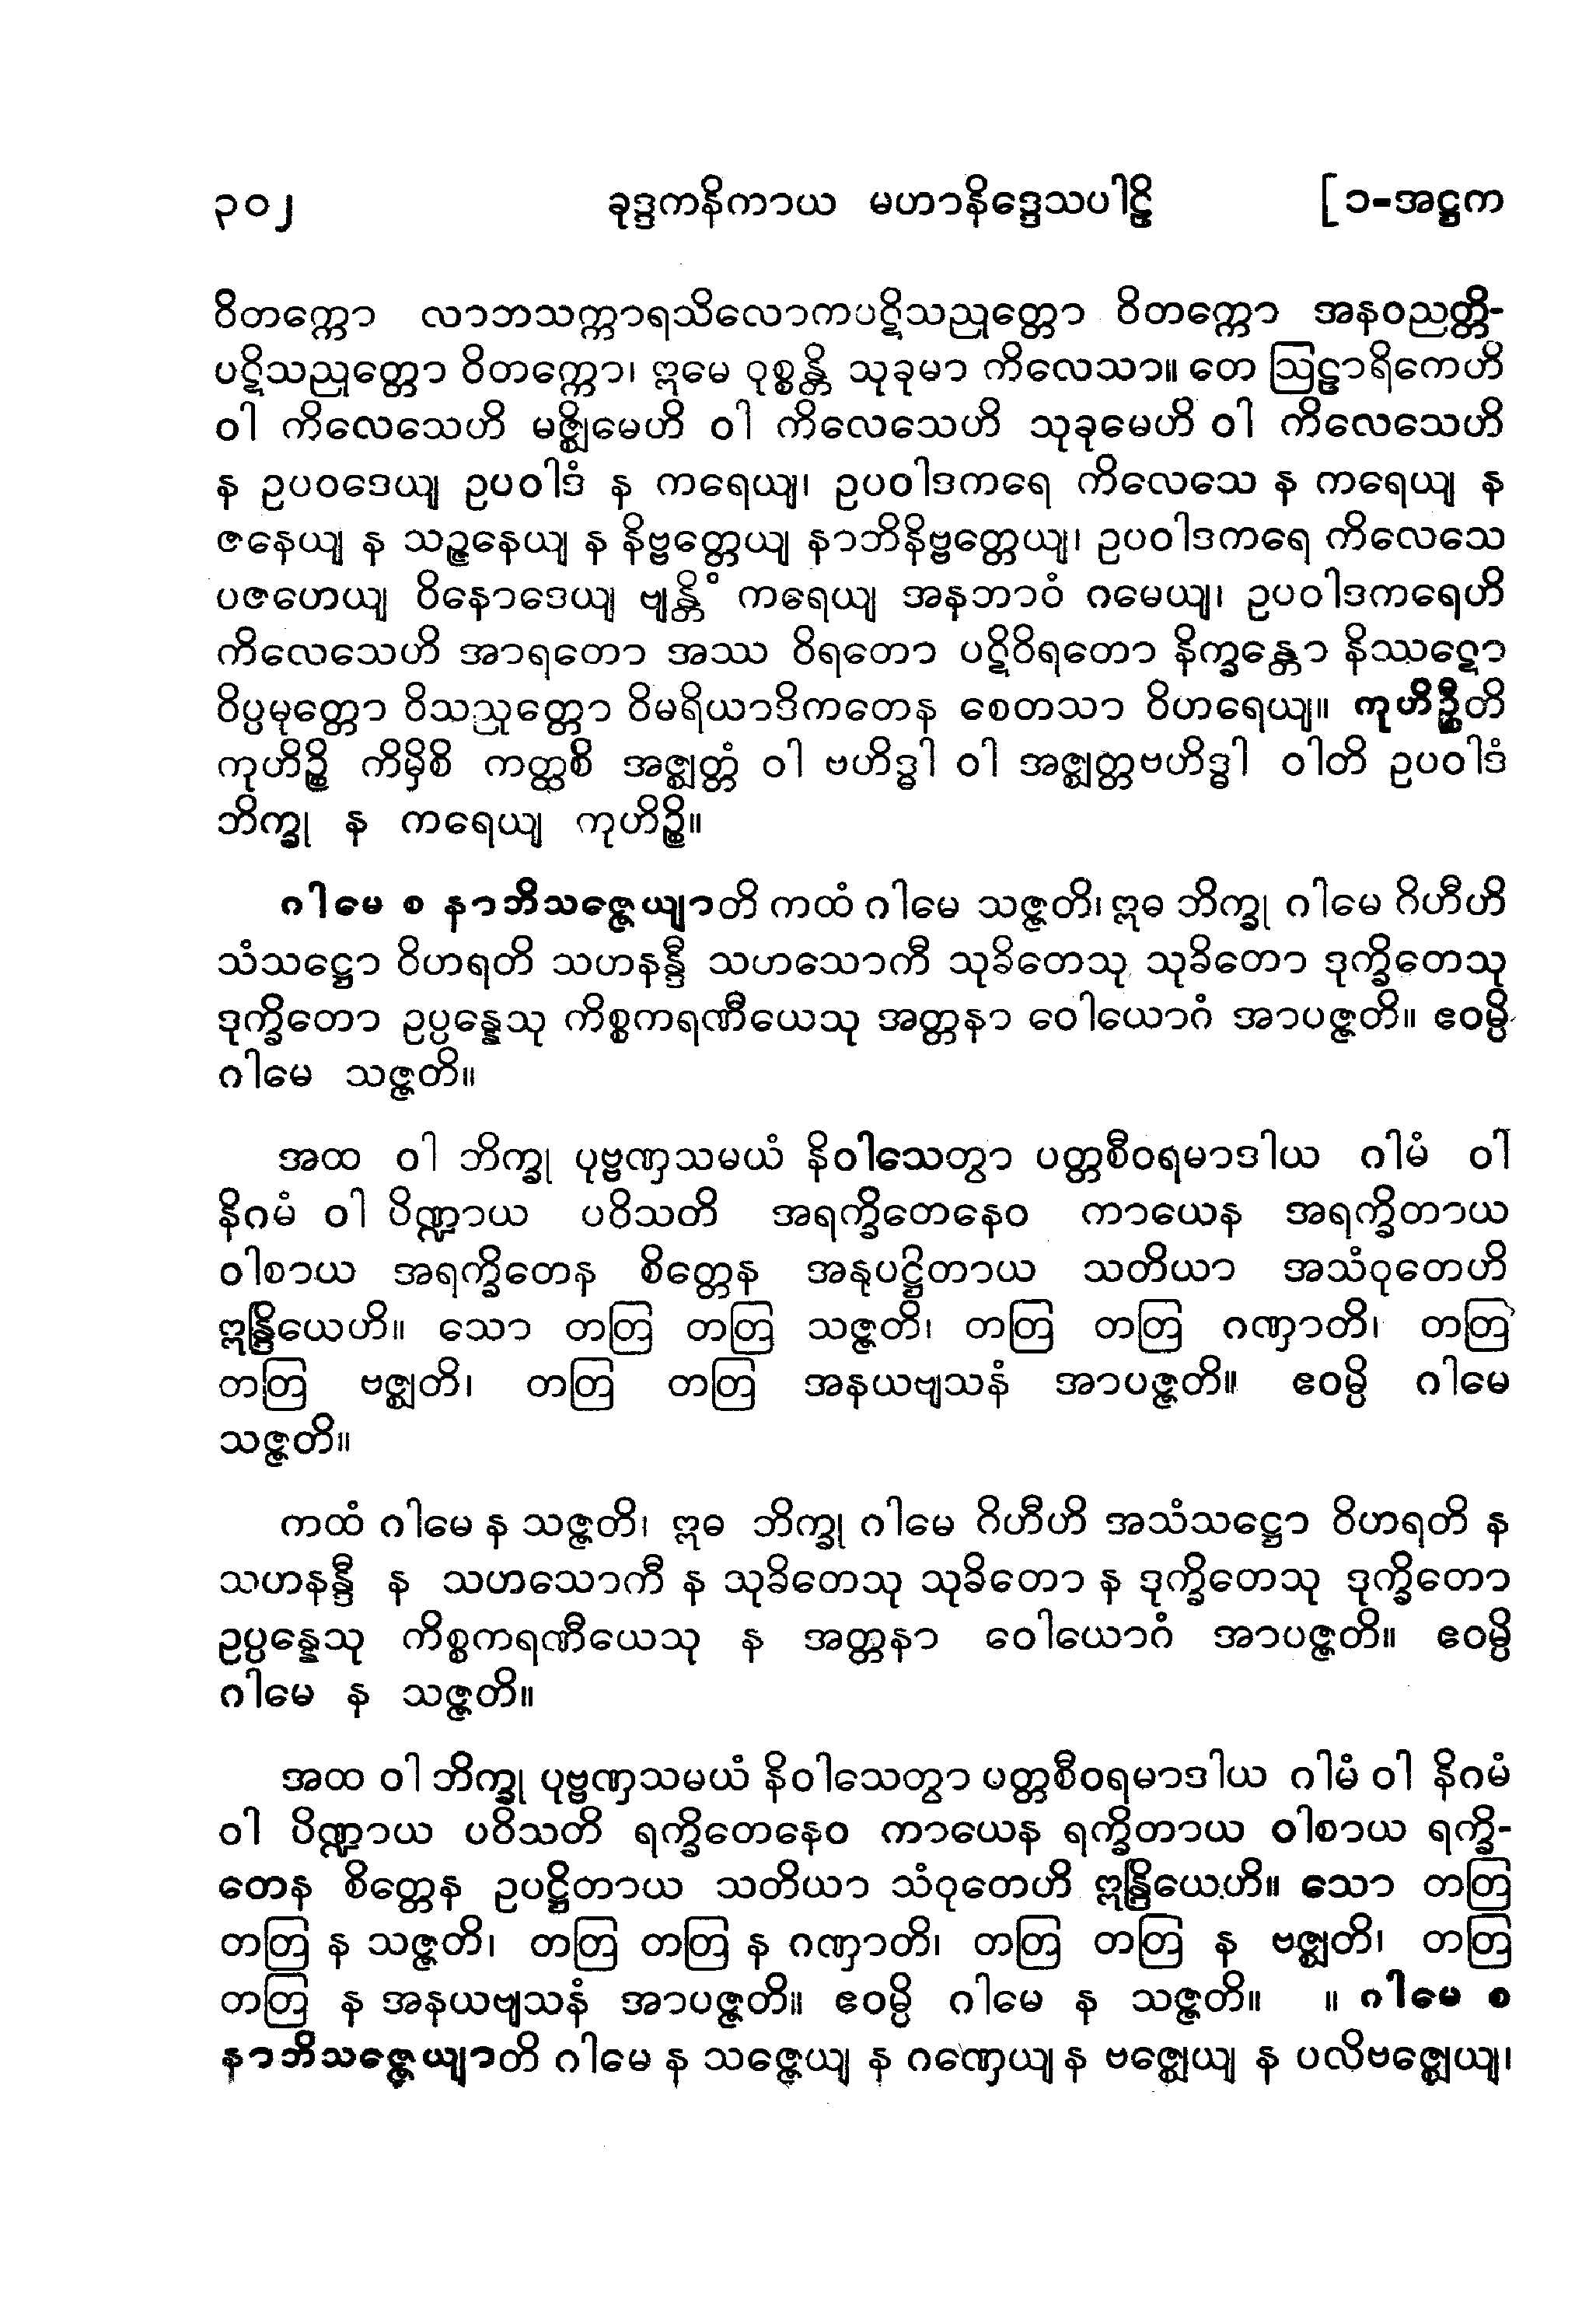 ၃၀၂ ခုဒ္ဒကနိကာယ မဟာနိဒ္ဒေသပါဠိ [ ၁-အဋ္ဌက
ဝိတက္ကော လာဘသက္ကာရသိလောကပဋိသညုတ္တော ဝိတက္ကော အနဝညတ္တိ-
ပဋိသညုတ္တော ဝိတက္ကော၊ ဣမေ ဝုစ္စန္တိ သုခုမာ ကိလေသာ။ တေ ဩဠာရိကေဟိ
ဝါ ကိလေသေဟိ မဇ္ဈိမေဟိ ဝါ ကိလေသေဟိ သုခုမေဟိ ဝါ ကိလေသေဟိ
န ဥပဝဒေယျ ဥပဝါဒံ န ကရေယျ၊ ဥပဝါဒကရေ ကိလေသေ န ကရေယျ န
ဇနေယျ န သဉ္ဇနေယျ န နိဗ္ဗတ္တေယျ နာဘိနိဗ္ဗတ္တေယျ၊ ဥပဝါဒကရေ ကိလေသေ
ပဇဟေယျ ဝိနောဒေယျ ဗျန္တိံ ကရေယျ အနဘာဝံ ဂမေယျ၊ ဥပဝါဒကရေဟိ
ကိလေသေဟိ အာရတော အဿ ဝိရတော ပဋိဝိရတော နိက္ခန္တော နိဿဋော
ဝိပ္ပမုတ္တော ဝိသညုတ္တော ဝိမရိယာဒိကတေန စေတသာ ဝိဟရေယျ။ ကုဟိဉ္စီတိ
ကုဟိဉ္စိ ကိမှိစိ ကတ္ထစိ အဇ္ဈတ္တံ ဝါ ဗဟိဒ္ဓါ ဝါ အဇ္ဈတ္တဗဟိဒ္ဓါ ဝါတိ ဥပဝါဒံ
ဘိက္ခု န ကရေယျ ကုဟိဉ္စိ။
ဂါမေ စ နာဘိသဇ္ဇေယျာတိ ကထံ ဂါမေ သဇ္ဇတိ၊ ဣဓ ဘိက္ခု ဂါမေ ဂိဟီဟိ
သံသဋ္ဌော ဝိဟရတိ သဟနန္ဒီ သဟသောကီ သုခိတေသု သုခိတော ဒုက္ခိတေသု
ဒုက္ခိတော ဥပ္ပန္နေသု ကိစ္စကရဏီယေသု အတ္တနာ ဝေါယောဂံ အာပဇ္ဇတိ။ ဧဝမ္ပိ
ဂါမေ သဇ္ဇတိ။
အထ ဝါ ဘိက္ခု ပုဗ္ဗဏှသမယံ နိဝါသေတွာ ပတ္တစီဝရမာဒါယ ဂါမံ ဝါ
နိဂမံ ဝါ ပိဏ္ဍာယ ပဝိသတိ အရက္ခိတေနေဝ ကာယေန အရက္ခိတာယ
ဝါစာယ အရက္ခိတေန စိတ္တေန အနုပဋ္ဌိတာယ သတိယာ အသံဝုတေဟိ
ဣန္ဒြိယေဟိ။ သော တတြ တတြ သဇ္ဇတိ၊ တတြ တတြ ဂဏှာတိ၊ တတြ
တတြ ဗဇ္ဈတိ၊ တတြ တတြ အနယဗျသနံ အာပဇ္ဇတိ။ ဧဝမ္ပိ ဂါမေ
သဇ္ဇတိ။
ကထံ ဂါမေ န သဇ္ဇတိ၊ ဣဓ ဘိက္ခု ဂါမေ ဂိဟီဟိ အသံသဋ္ဌော ဝိဟရတိ န
သဟနန္ဒီ န သဟသောကီ န သုခိတေသု သုခိတော န ဒုက္ခိတေသု ဒုက္ခိတော
ဥပ္ပန္နေသု ကိစ္စကရဏီယေသု န အတ္တနာ ဝေါယောဂံ အာပဇ္ဇတိ။ ဧဝမ္ပိ
ဂါမေ န သဇ္ဇတိ။
အထ ဝါ ဘိက္ခု ပုဗ္ဗဏှသမယံ နိဝါသေတွာ ပတ္တစီဝရမာဒါယ ဂါမံ ဝါ နိဂမံ
ဝါ ပိဏ္ဍာယ ပဝိသတိ ရက္ခိတေနေဝ ကာယေန ရက္ခိတာယ ဝါစာယ ရက္ခိ-
တေန စိတ္တေန ဥပဋ္ဌိတာယ သတိယာ သံဝုတေဟိ ဣန္ဒြိယေဟိ။ သော တတြ
တတြ န သဇ္ဇတိ၊ တတြ တတြ န ဂဏှာတိ၊ တတြ တတြ န ဗဇ္ဈတိ၊ တတြ
တတြ န အနယဗျသနံ အာပဇ္ဇတိ။ ဧဝမ္ပိ ဂါမေ န သဇ္ဇတိ။ ။ ဂါမေ စ
နာဘိသဇ္ဇေယျာတိ ဂါမေ န သဇ္ဇေယျ န ဂဏှေယျ န ဗဇ္ဈေယျ န ပလိဗဇ္ဈေယျ၊